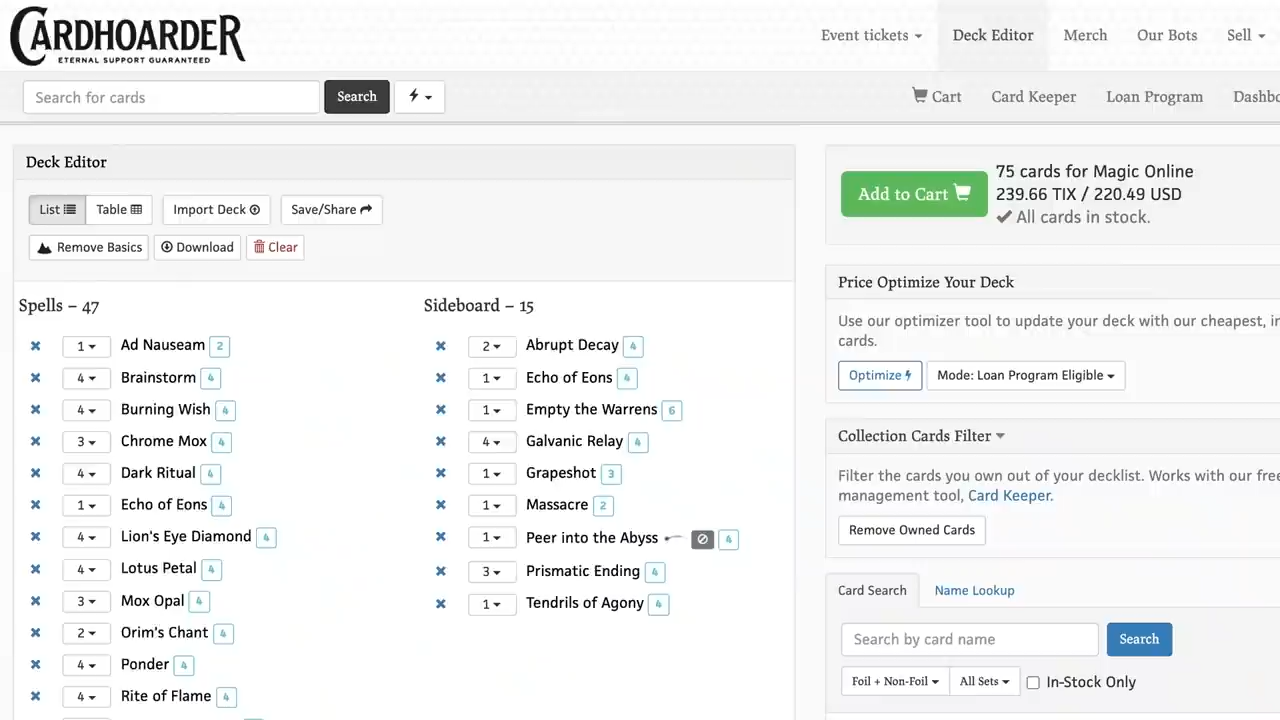 CARDHOARDER
ETERNAL SUPPORT GUARANTEED
Event tickets Deck Editor Merch Our Bots Sell
Search for cards Search Cart Card Keeper Loan Program Dashbo
Deck Editor
List Table Import Deck Save/Share
Remove Basics Download Clear
Spells – 47
1 Ad Nauseam 2
4 Brainstorm 4
4 Burning Wish 4
3 Chrome Mox 4
4 Dark Ritual 4
1 Echo of Eons 4
4 Lion's Eye Diamond 4
4 Lotus Petal 4
3 Mox Opal 4
2 Orim's Chant 4
4 Ponder 4
4 Rite of Flame 4
Sideboard – 15
2 Abrupt Decay 4
1 Echo of Eons 4
1 Empty the Warrens 6
4 Galvanic Relay 4
1 Grapeshot 3
1 Massacre 2
1 Peer into the Abyss 4
3 Prismatic Ending 4
1 Tendrils of Agony 4
Add to Cart
75 cards for Magic Online
239.66 TIX / 220.49 USD
All cards in stock.
Price Optimize Your Deck
Use our optimizer tool to update your deck with our cheapest, in
cards.
Optimize Mode: Loan Program Eligible
Collection Cards Filter
Filter the cards you own out of your decklist. Works with our free
management tool, Card Keeper.
Remove Owned Cards
Card Search Name Lookup
Search by card name Search
Foil + Non-Foil All Sets In-Stock Only